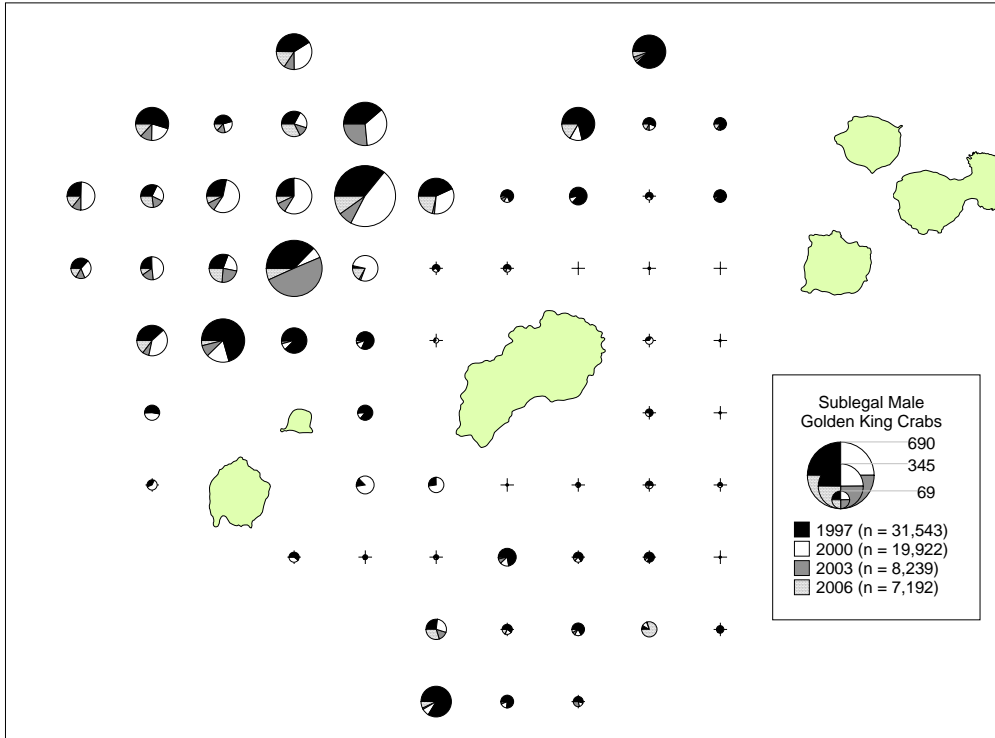 Sublegal Male
Golden King Crabs
690
345
69
1997 (n = 31,543)
2000 (n = 19,922)
2003 (n = 8,239)
2006 (n = 7,192)